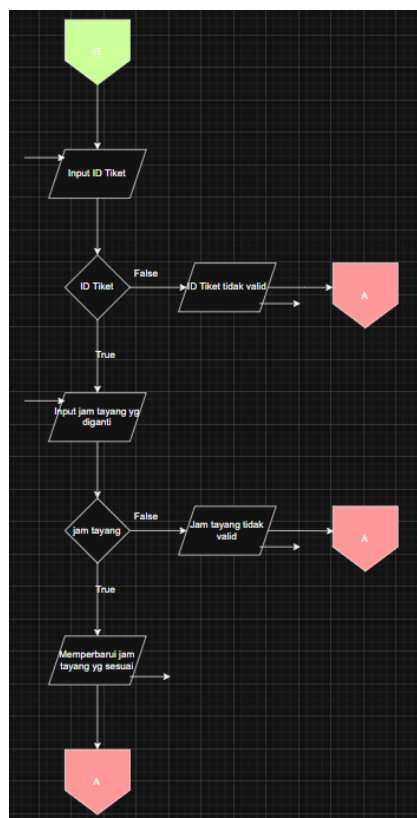 JT
Input ID Tiket
ID Tiket
False
ID Tiket tidak valid
A
True
Input jam tayang yg
diganti
jam tayang
False
Jam tayang tidak
valid
A
True
Memperbarui jam
tayang yg sesuai
A